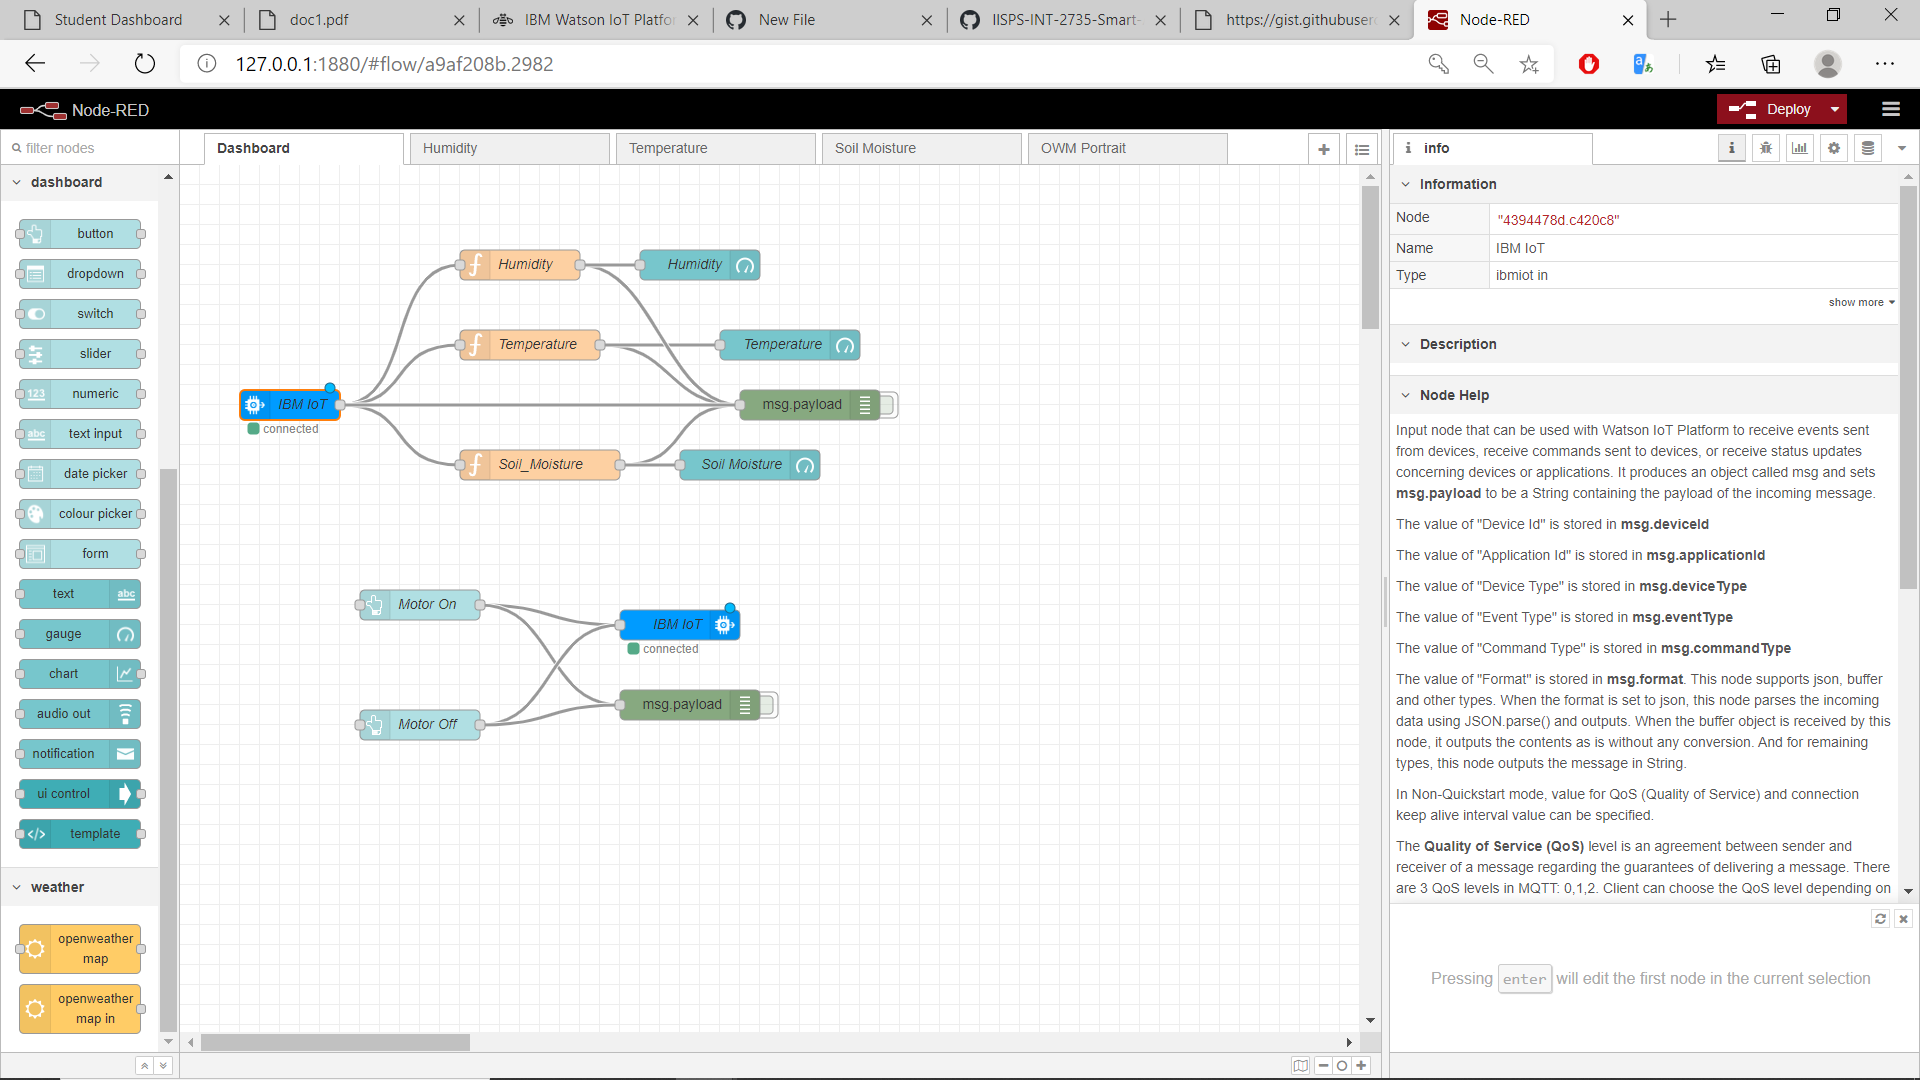 Student Dashboard
doc1.pdf
IBM Watson IoT Platfo
New File
IISPS-INT-2735-Smart-
https://gist.githubuserc
Node-RED
127.0.0.1:1880/#flow/a9af208b.2982
Node-RED
Deploy
filter nodes
Dashboard
Humidity
Temperature
Soil Moisture
OWM Portrait
info
dashboard
button
dropdown
switch
slider
123 numeric
abc text input
date picker
colour picker
form
text abc
gauge
chart
audio out
notification
ui control
template
weather
openweather
map
openweather
map in
Humidity
Humidity
Temperature
Temperature
IBM IoT
connected
msg.payload
Soil_Moisture
Soil Moisture
Motor On
IBM IoT
connected
msg.payload
Motor Off
Information
Node "4394478d.c420c8"
Name IBM IoT
Type ibmiot in
show more
Description
Node Help
Input node that can be used with Watson IoT Platform to receive events sent
from devices, receive commands sent to devices, or receive status updates
concerning devices or applications. It produces an object called msg and sets
msg.payload to be a String containing the payload of the incoming message.
The value of "Device Id" is stored in msg.deviceId
The value of "Application Id" is stored in msg.applicationId
The value of "Device Type" is stored in msg.deviceType
The value of "Event Type" is stored in msg.eventType
The value of "Command Type" is stored in msg.commandType
The value of "Format" is stored in msg.format. This node supports json, buffer
and other types. When the format is set to json, this node parses the incoming
data using JSON.parse() and outputs. When the buffer object is received by this
node, it outputs the contents as is without any conversion. And for remaining
types, this node outputs the message in String.
In Non-Quickstart mode, value for QoS (Quality of Service) and connection
keep alive interval value can be specified.
The Quality of Service (QoS) level is an agreement between sender and
receiver of a message regarding the guarantees of delivering a message. There
are 3 QoS levels in MQTT: 0,1,2. Client can choose the QoS level depending on
Pressing enter will edit the first node in the current selection